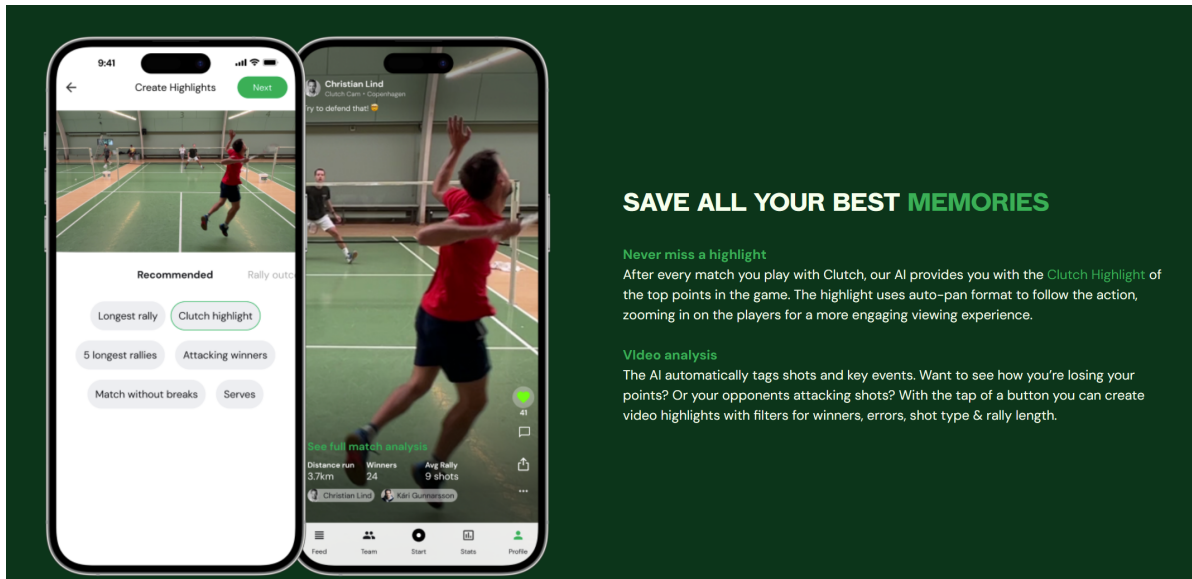 9:41
Create Highlights
Next
Recommended
Rally outco
Longest rally
Clutch highlight
5 longest rallies
Attacking winners
Match without breaks
Serves
Christian Lind
Clutch Cam • Copenhagen
Try to defend that! 🤩
41
See full match analysis
Distance run Winners Avg Rally
3.7km 24 9 shots
Christian Lind Kári Gunnarsson
Feed Team Start Stats Profile
SAVE ALL YOUR BEST MEMORIES
Never miss a highlight
After every match you play with Clutch, our AI provides you with the Clutch Highlight of
the top points in the game. The highlight uses auto-pan format to follow the action,
zooming in on the players for a more engaging viewing experience.
VIdeo analysis
The AI automatically tags shots and key events. Want to see how you’re losing your
points? Or your opponents attacking shots? With the tap of a button you can create
video highlights with filters for winners, errors, shot type & rally length.